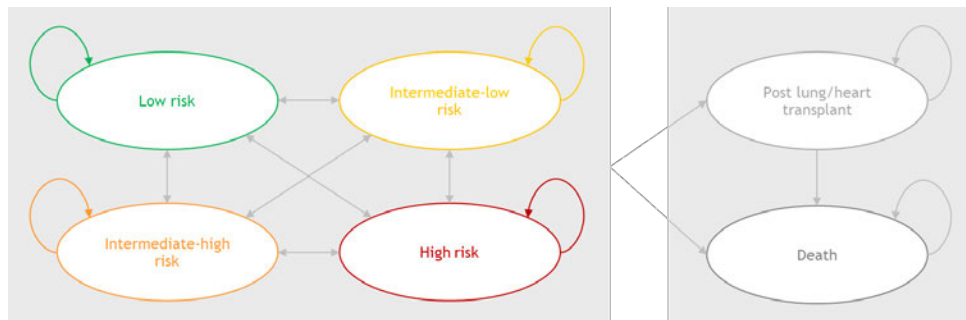 Low risk
Intermediate-low
risk
Post lung/heart
transplant
Intermediate-high
risk
High risk
Death